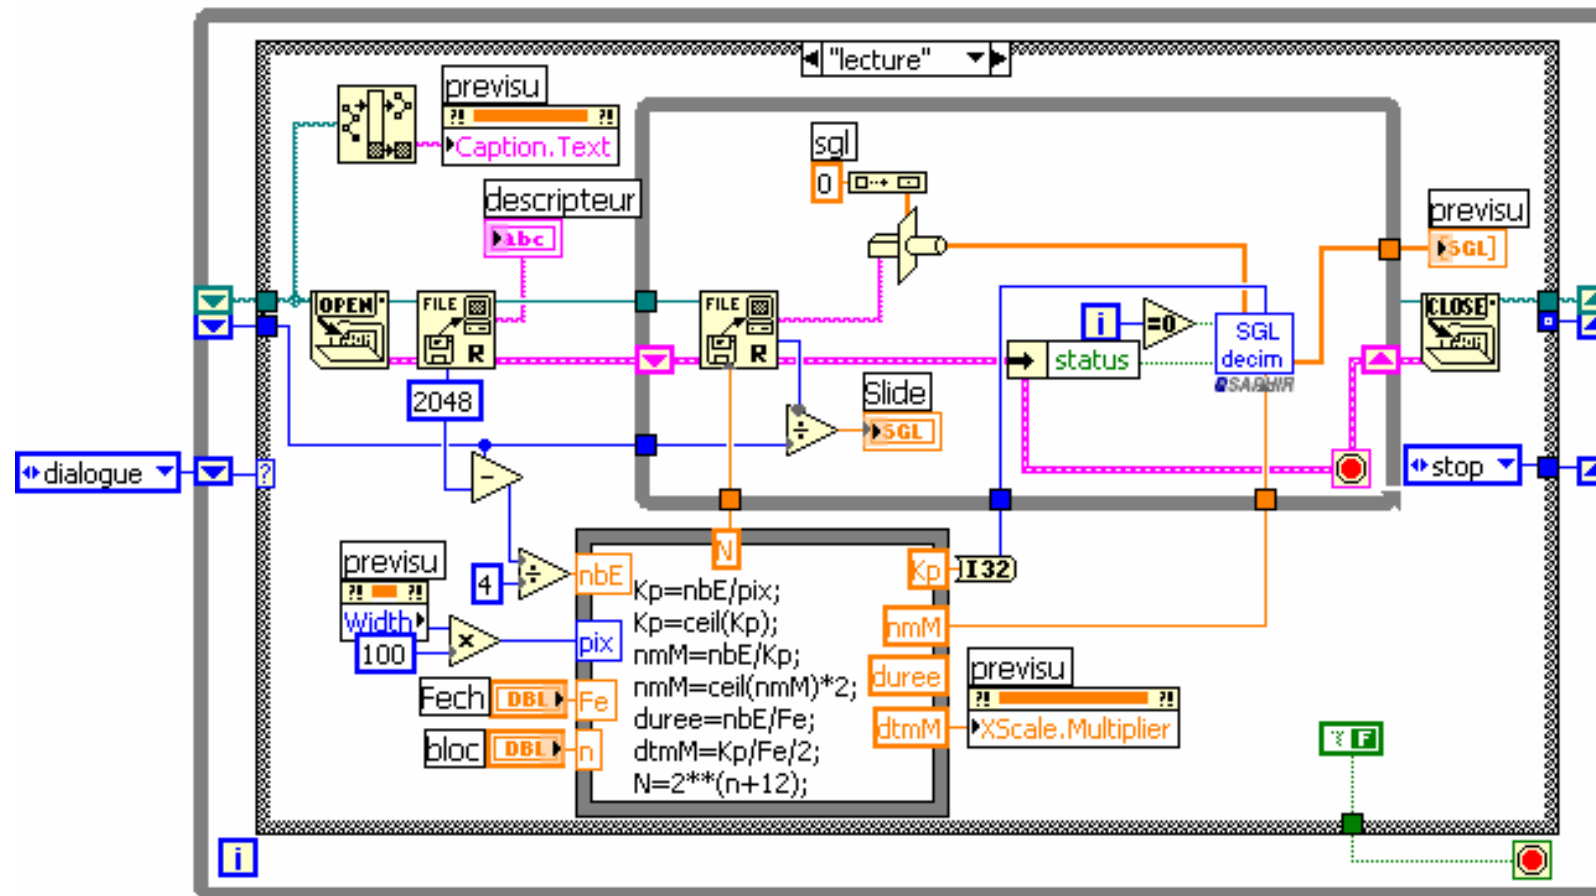 "lecture"
previsu
Caption.Text
descripteur
abc
sgl
0
previsu
[SGL]
OPEN
FILE
R
FILE
R
i
=0
SGL
decim
status
CLOSE
2048
Slide
SGL
dialogue
?
-
÷
stop
previsu
Width
100
4
÷
×
nbE
pix
Fech
DBL
Fe
bloc
DBL
n
N
Kp=nbE/pix;
Kp=ceil(Kp);
nmM=nbE/Kp;
nmM=ceil(nmM)*2;
duree=nbE/Fe;
dtmM=Kp/Fe/2;
N=2**(n+12);
Kp
I32
nmM
duree
dtmM
previsu
XScale.Multiplier
F
i